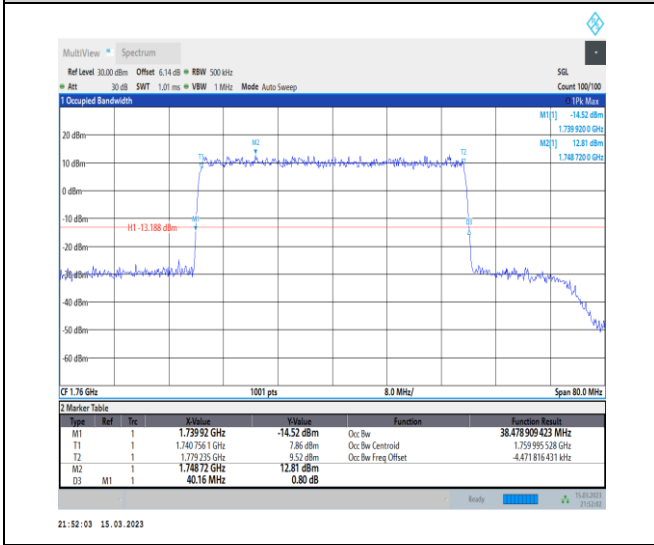 MultiView Spectrum
Ref Level 30.00 dBm Offset 6.14 dB RBW 500 kHz SGL
Att 30 dB SWT 1.01 ms VBW 1 MHz Mode Auto Sweep Count 100/100
1 Occupied Bandwidth 1Pk Max
M1[1] -14.52 dBm
1.739 920 0 GHz
M2[1] 12.81 dBm
1.748 720 0 GHz
20 dBm
M2
T1
T2
10 dBm
0 dBm
-10 dBm
M1
D3
H1 -13.188 dBm
-20 dBm
-30 dBm
-40 dBm
-50 dBm
-60 dBm
CF 1.76 GHz 1001 pts 8.0 MHz/ Span 80.0 MHz
2 Marker Table
Type Ref Trc X-Value Y-Value Function Function Result
M1 1 1.73992 GHz -14.52 dBm Occ Bw 38.478 909 423 MHz
T1 1 1.740 756 1 GHz 7.86 dBm Occ Bw Centroid 1.759 995 528 GHz
T2 1 1.779 235 GHz 9.52 dBm Occ Bw Freq Offset -4.471 816 431 kHz
M2 1 1.748 72 GHz 12.81 dBm
D3 M1 1 40.16 MHz 0.80 dB
Ready 15.03.2023
21:52:02
21:52:03 15.03.2023